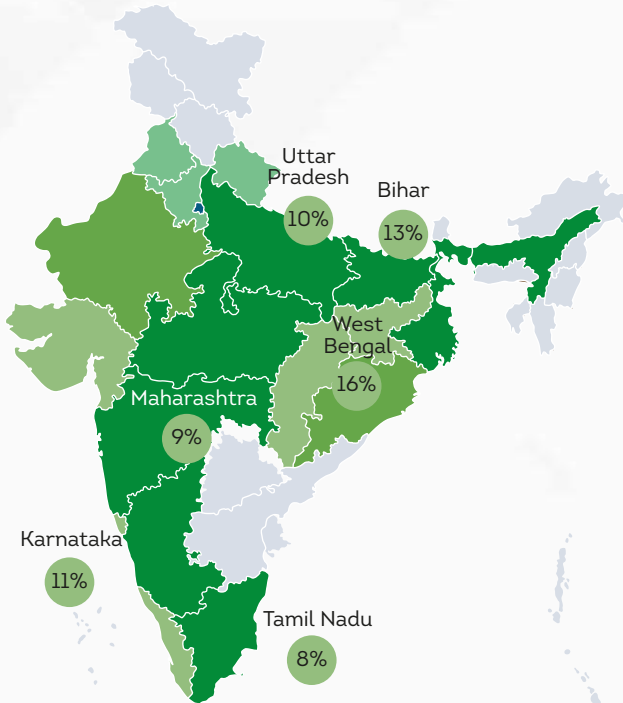 Uttar
Pradesh
10%
Bihar
13%
West
Bengal
16%
Maharashtra
9%
Karnataka
11%
Tamil Nadu
8%